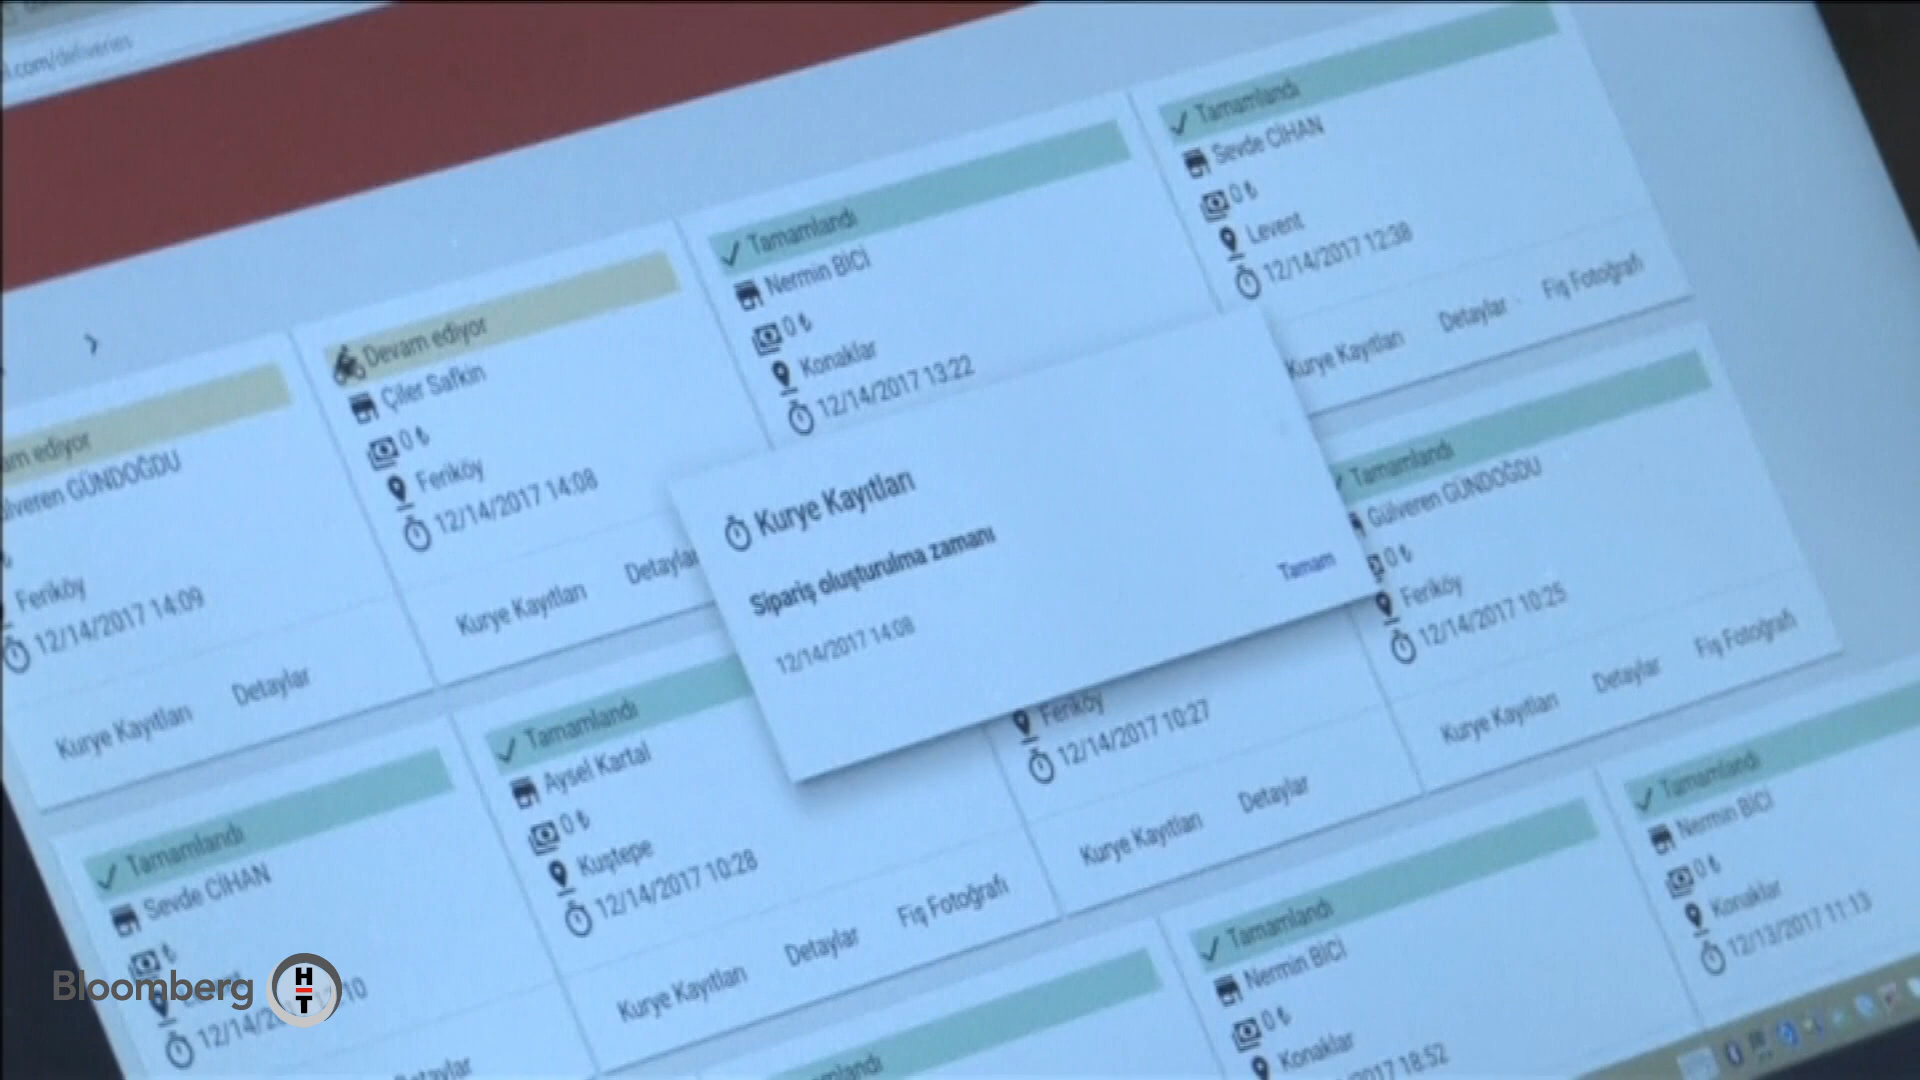 .com/deliveries
Devam ediyor
Çiler Safkin
0 ₺
Feriköy
12/14/2017 14:08
Kurye Kayıtları
Tamamlandı
Nermin BİCİ
0 ₺
Konaklar
12/14/2017 13:22
Tamamlandı
Sevde CİHAN
0 ₺
Levent
12/14/2017 12:38
Kurye Kayıtları Detaylar Fiş Fotoğrafı
ediyor
GÜNDOĞDU
Feriköy
12/14/2017 14:09
Kurye Kayıtları Detaylar
Kurye Kayıtları
Sipariş oluşturulma zamanı
12/14/2017 14:08
Tamam
Tamamlandı
Gülveren GÜNDOĞDU
0 ₺
Feriköy
12/14/2017 10:25
Kurye Kayıtları Detaylar Fiş Fotoğrafı
Tamamlandı
Sevde CİHAN
₺
Tamamlandı
Aysel Kartal
0 ₺
Kuştepe
12/14/2017 10:28
Kurye Kayıtları Detaylar Fiş Fotoğrafı
Feriköy
12/14/2017 10:27
Kurye Kayıtları Detaylar
Tamamlandı
Nermin BİCİ
0 ₺
Konaklar
18:52
Tamamlandı
Nermin BİCİ
0 ₺
Konaklar
12/13/2017 11:13
Bloomberg HT